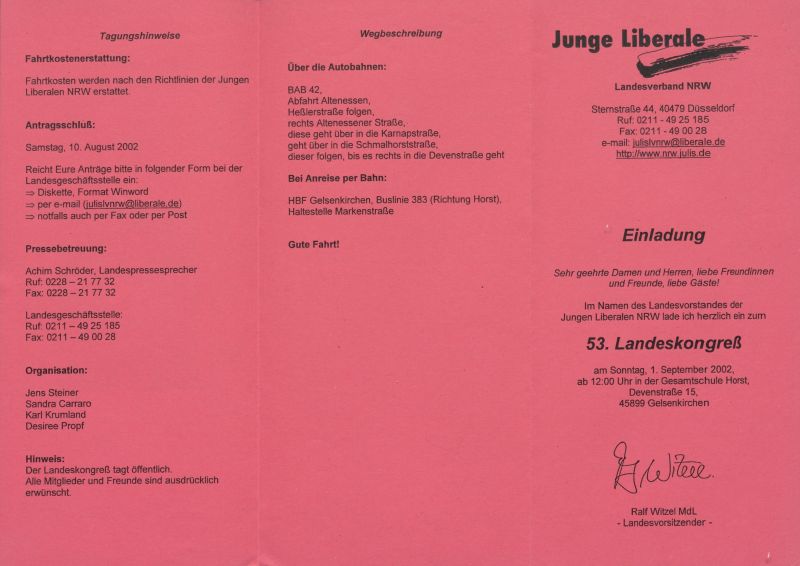 Tagungshinweise
Fahrtkostenerstattung:
Fahrtkosten werden nach den Richtlinien der Jungen
Liberalen NRW erstattet.
Antragsschluß:
Samstag, 10. August 2002
Reicht Eure Anträge bitte in folgender Form bei der
Landesgeschäftsstelle ein:
⇒ Diskette, Format Winword
⇒ per e-mail (julislvnrw@liberale.de)
⇒ notfalls auch per Fax oder per Post
Pressebetreuung:
Achim Schröder, Landespressesprecher
Ruf: 0228 – 21 77 32
Fax: 0228 – 21 77 32
Landesgeschäftsstelle:
Ruf: 0211 – 49 25 185
Fax: 0211 – 49 00 28
Organisation:
Jens Steiner
Sandra Carraro
Karl Krumland
Desiree Propf
Hinweis:
Der Landeskongreß tagt öffentlich.
Alle Mitglieder und Freunde sind ausdrücklich
erwünscht.
Wegbeschreibung
Über die Autobahnen:
BAB 42,
Abfahrt Altenessen,
Heßlerstraße folgen,
rechts Altenessener Straße,
diese geht über in die Karnapstraße,
geht über in die Schmalhorststraße,
dieser folgen, bis es rechts in die Devenstraße geht
Bei Anreise per Bahn:
HBF Gelsenkirchen, Buslinie 383 (Richtung Horst),
Haltestelle Markenstraße
Gute Fahrt!
Junge Liberale
Landesverband NRW
Sternstraße 44, 40479 Düsseldorf
Ruf: 0211 - 49 25 185
Fax: 0211 - 49 00 28
e-mail: julislvnrw@liberale.de
http://www.nrw.julis.de
Einladung
Sehr geehrte Damen und Herren, liebe Freundinnen
und Freunde, liebe Gäste!
Im Namen des Landesvorstandes der
Jungen Liberalen NRW lade ich herzlich ein zum
53. Landeskongreß
am Sonntag, 1. September 2002,
ab 12:00 Uhr in der Gesamtschule Horst,
Devenstraße 15,
45899 Gelsenkirchen
Witzel
Ralf Witzel MdL
- Landesvorsitzender -